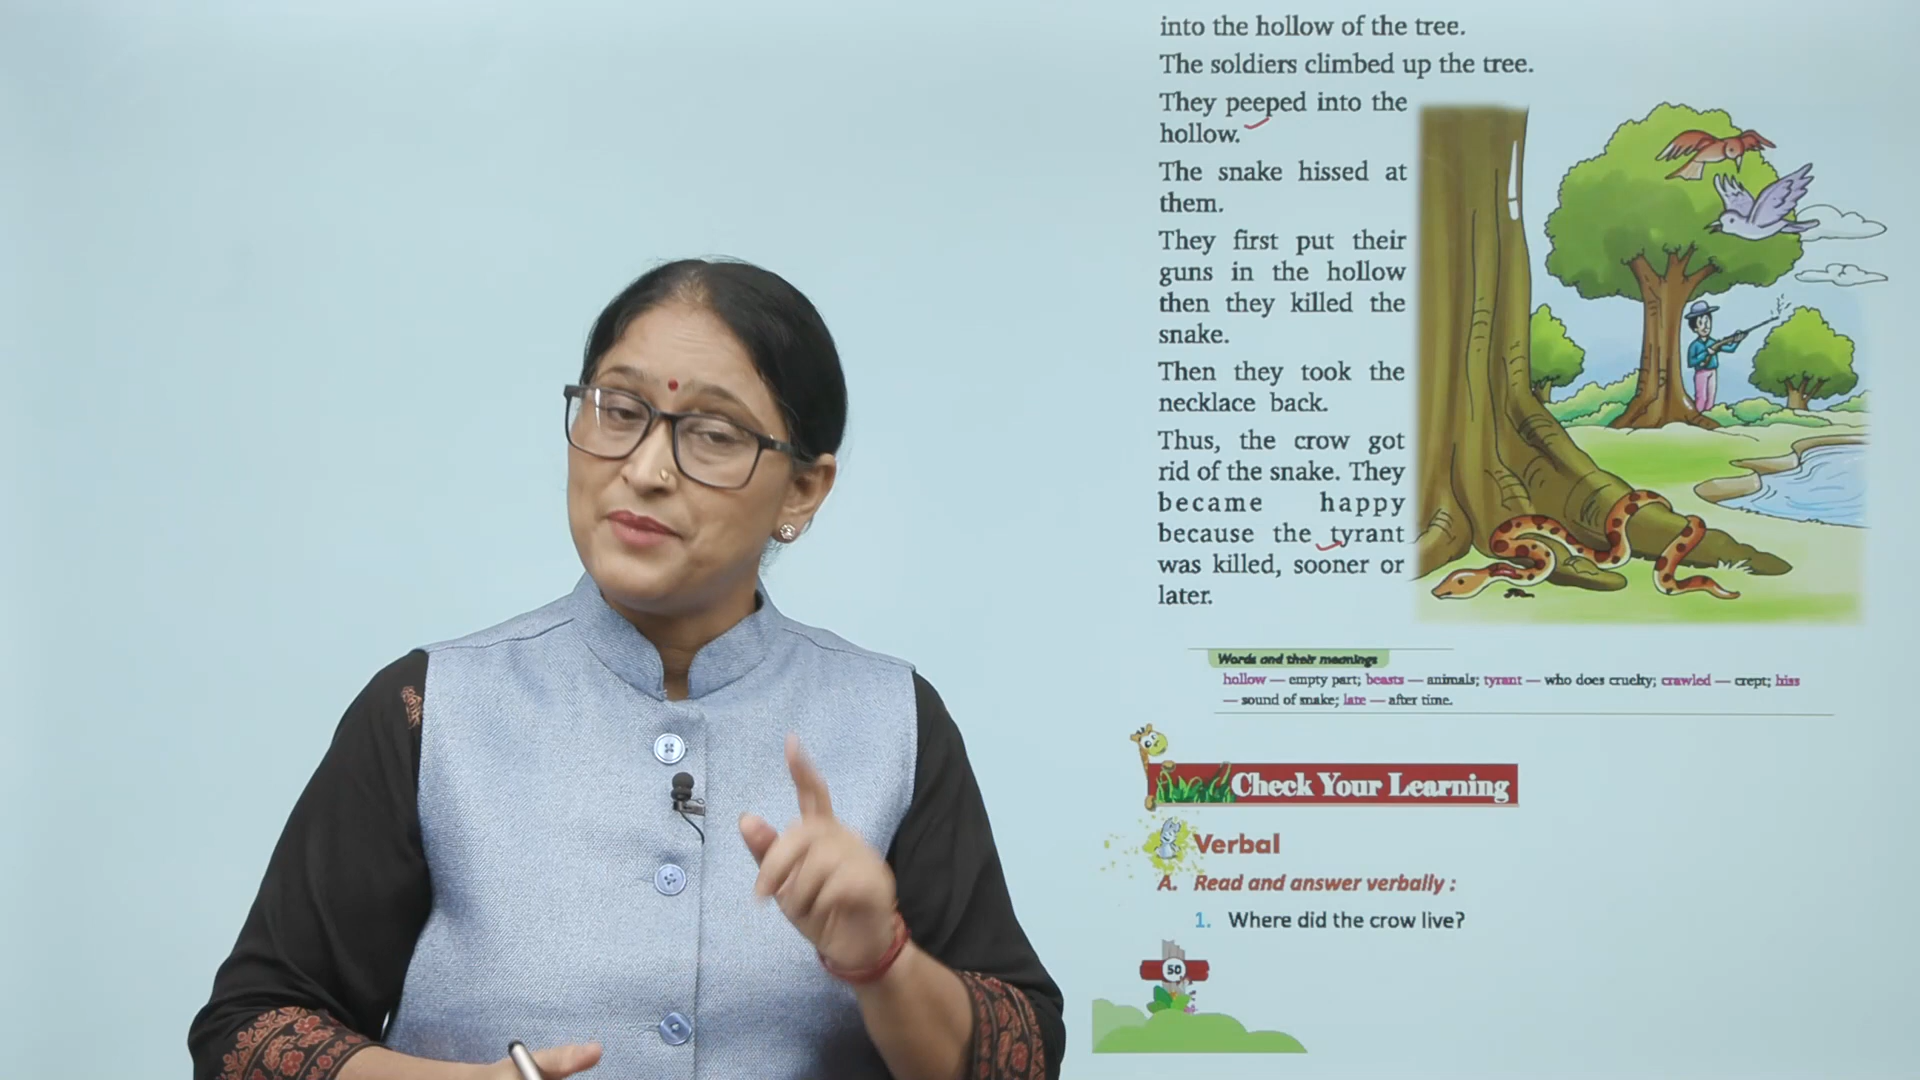 into the hollow of the tree.
The soldiers climbed up the tree.
They peeped into the
hollow.
The snake hissed at
them.
They first put their
guns in the hollow
then they killed the
snake.
Then they took the
necklace back.
Thus, the crow got
rid of the snake. They
became happy
because the tyrant
was killed, sooner or
later.
Words and their meanings
hollow — empty part; beasts — animals; tyrant — who does cruelty; crawled — crept; hiss
— sound of snake; late — after time.
Check Your Learning
Verbal
A. Read and answer verbally :
1. Where did the crow live?
50